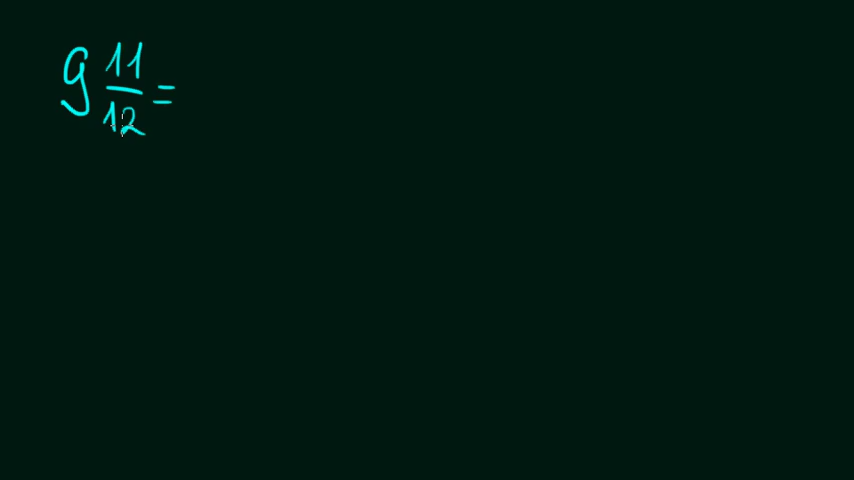 9 11/12 =